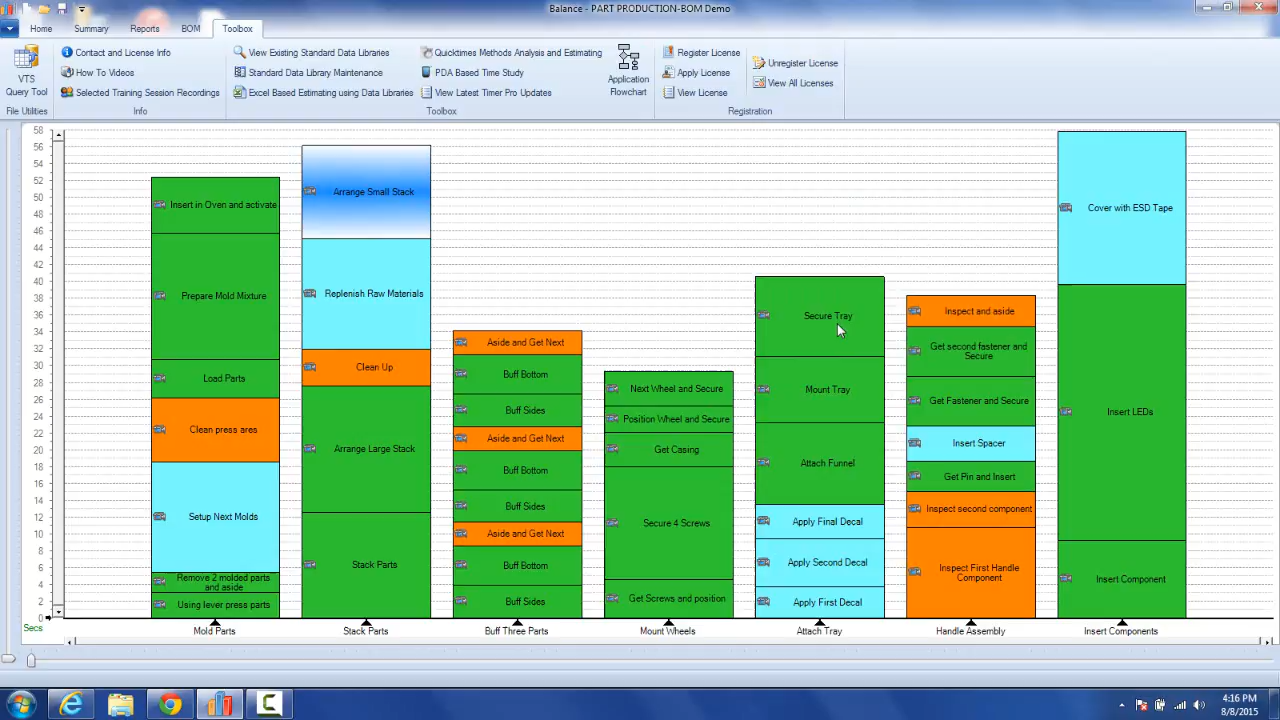 Balance - PART PRODUCTION-BOM Demo
Home
Summary
Reports
BOM
Toolbox
VTS
Query Tool
File Utilities
Contact and License Info
How To Videos
Selected Training Session Recordings
Info
View Existing Standard Data Libraries
Standard Data Library Maintenance
Excel Based Estimating using Data Libraries
Quicktimes Methods Analysis and Estimating
PDA Based Time Study
View Latest Timer Pro Updates
Application
Flowchart
Toolbox
Register License
Apply License
View License
Unregister License
View All Licenses
Registration
58
56
54
52
50
48
46
44
42
40
38
36
34
32
30
28
26
24
22
20
18
16
14
12
10
8
6
4
2
0
Secs
Insert in Oven and activate
Prepare Mold Mixture
Load Parts
Clean press ares
Setup Next Molds
Remove 2 molded parts
and aside
Using lever press parts
Mold Parts
Arrange Small Stack
Replenish Raw Materials
Clean Up
Arrange Large Stack
Stack Parts
Stack Parts
Aside and Get Next
Buff Bottom
Buff Sides
Aside and Get Next
Buff Bottom
Buff Sides
Aside and Get Next
Buff Bottom
Buff Sides
Buff Three Parts
Next Wheel and Secure
Position Wheel and Secure
Get Casing
Secure 4 Screws
Get Screws and position
Mount Wheels
Secure Tray
Mount Tray
Attach Funnel
Apply Final Decal
Apply Second Decal
Apply First Decal
Attach Tray
Inspect and aside
Get second fastener and
Secure
Get Fastener and Secure
Insert Spacer
Get Pin and Insert
Inspect second component
Inspect First Handle
Component
Handle Assembly
Cover with ESD Tape
Insert LEDs
Insert Component
Insert Components
4:16 PM
8/8/2015